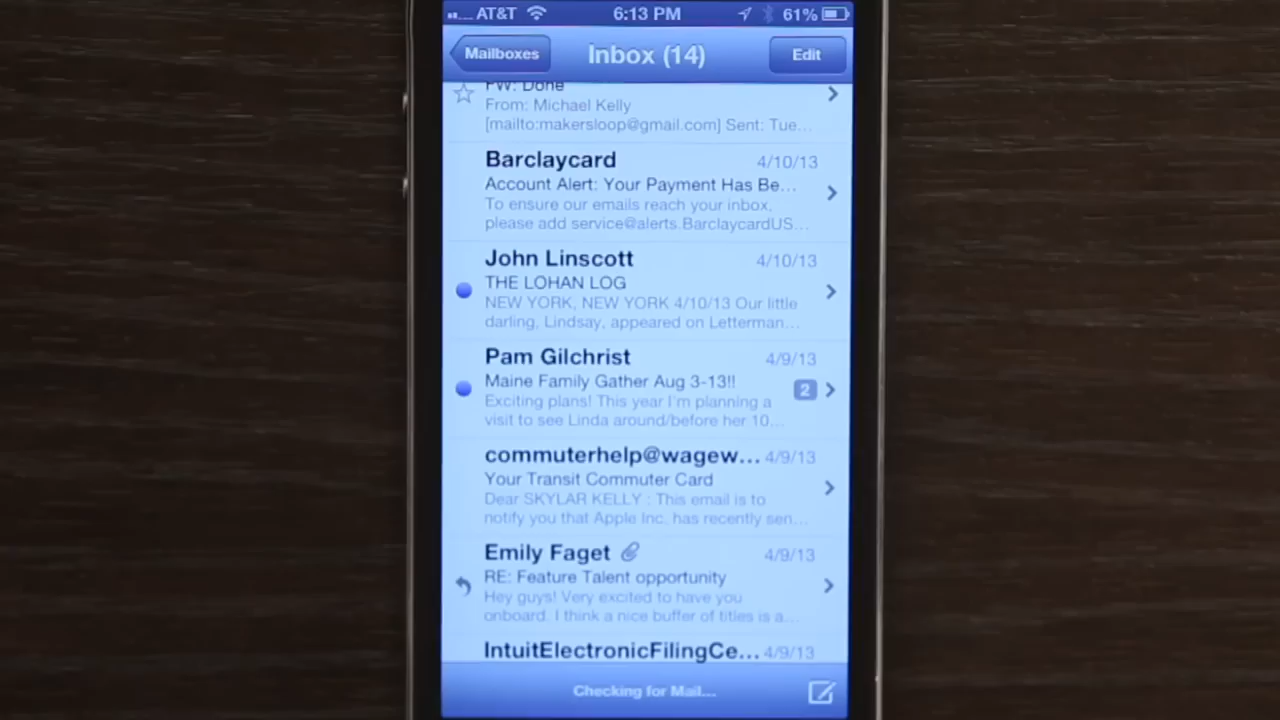 AT&T 6:13 PM 61%
Mailboxes Inbox (14) Edit
FW: Done
From: Michael Kelly
[mailto:makersloop@gmail.com] Sent: Tue...
Barclaycard 4/10/13
Account Alert: Your Payment Has Be...
To ensure our emails reach your inbox,
please add service@alerts.BarclaycardUS...
John Linscott 4/10/13
THE LOHAN LOG
NEW YORK, NEW YORK 4/10/13 Our little
darling, Lindsay, appeared on Letterman...
Pam Gilchrist 4/9/13
Maine Family Gather Aug 3-13!! 2
Exciting plans! This year I'm planning a
visit to see Linda around/before her 10...
commuterhelp@wagew... 4/9/13
Your Transit Commuter Card
Dear SKYLAR KELLY : This email is to
notify you that Apple Inc. has recently sen...
Emily Faget 4/9/13
RE: Feature Talent opportunity
Hey guys! Very excited to have you
onboard. I think a nice buffer of titles is a...
IntuitElectronicFilingCe... 4/9/13
Checking for Mail...